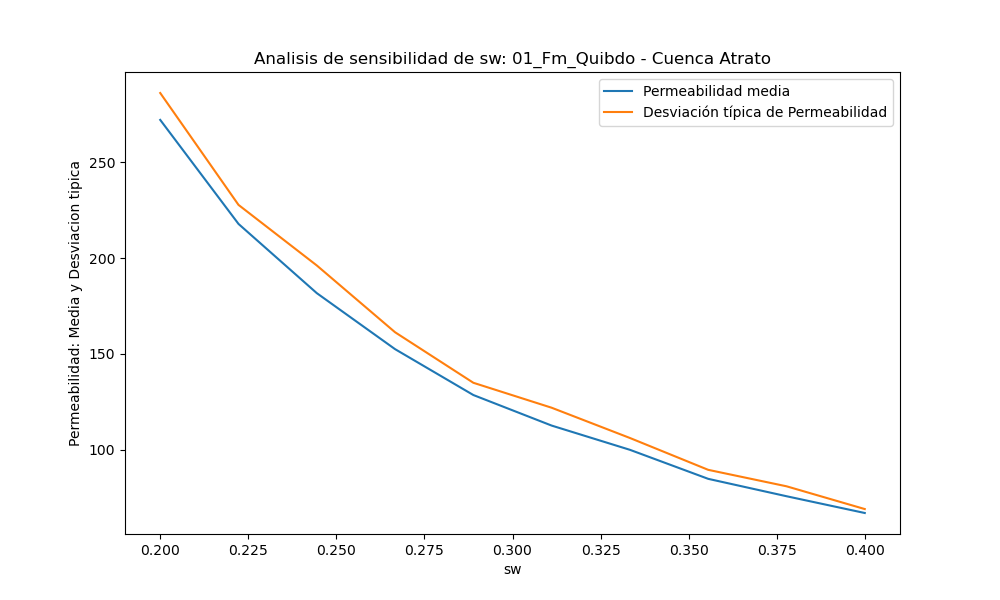 Analisis de sensibilidad de sw: 01_Fm_Quibdo - Cuenca Atrato
Permeabilidad media
Desviación típica de Permeabilidad
Permeabilidad: Media y Desviacion tipica
250
200
150
100
0.200 0.225 0.250 0.275 0.300 0.325 0.350 0.375 0.400
sw